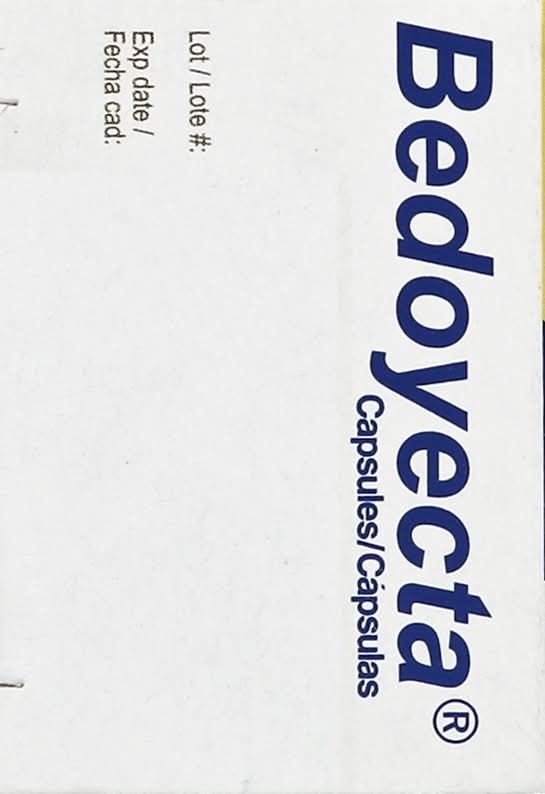 Bedoyecta®
Capsules/Cápsulas
Lot / Lote #:
Exp date /
Fecha cad: